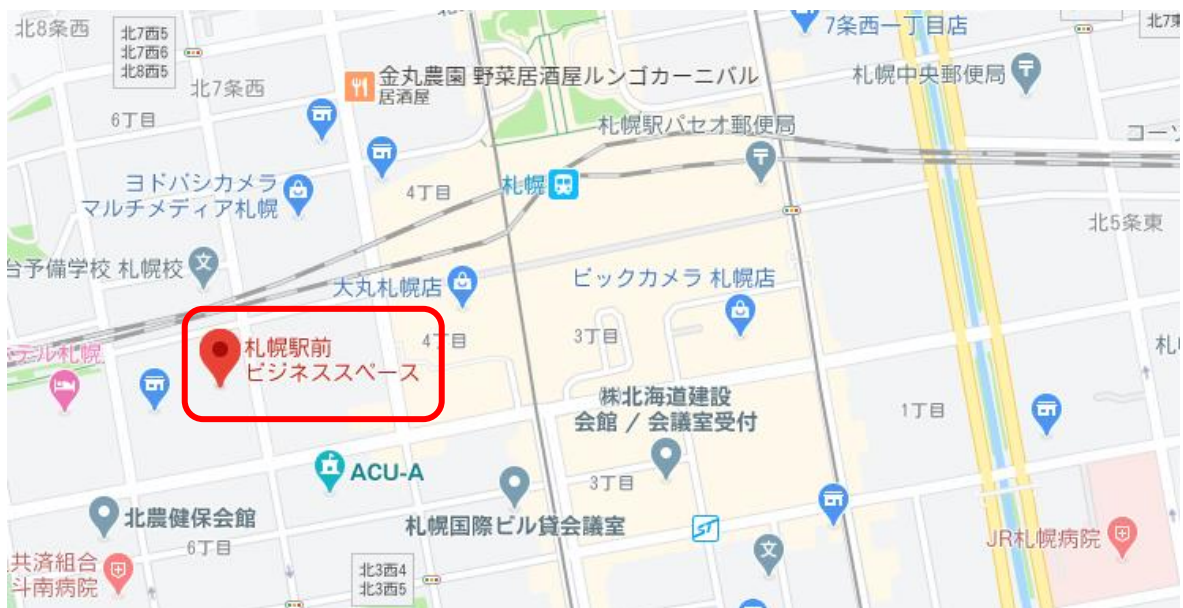 北8条西
北7西5
北7西6
北8西5
北7条西
6丁目
金丸農園 野菜居酒屋ルンゴカーニバル
居酒屋
7条西一丁目店
札幌中央郵便局
札幌駅パセオ郵便局
コーソ
ヨドバシカメラ
マルチメディア札幌
4丁目
札幌
北5条東
台予備学校 札幌校
大丸札幌店
ビックカメラ 札幌店
札幌駅前
ビジネススペース
4丁目
3丁目
テル札幌
㈱北海道建設
会館 / 会議室受付
1丁目
ACU-A
3丁目
北農健保会館
札幌国際ビル貸会議室
ST
6丁目
JR札幌病院
共済組合
斗南病院
北3西4
北3西5